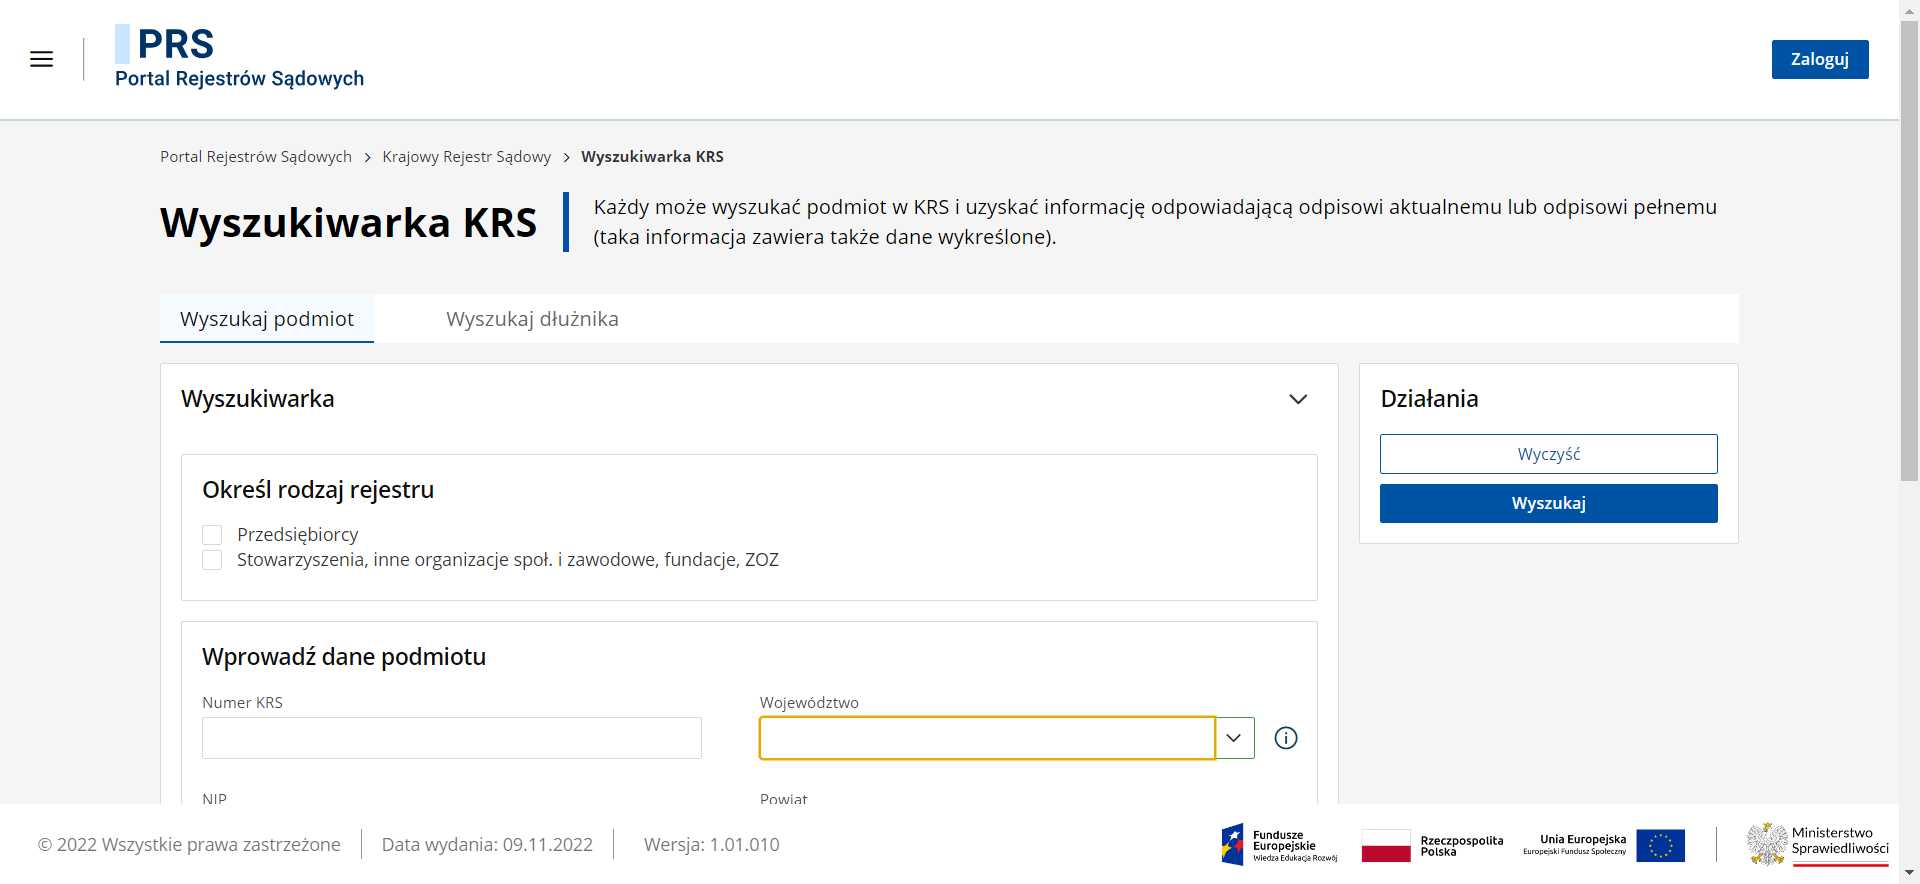 PRS
Portal Rejestrów Sądowych
Zaloguj
Portal Rejestrów Sądowych > Krajowy Rejestr Sądowy > Wyszukiwarka KRS
Wyszukiwarka KRS
Każdy może wyszukać podmiot w KRS i uzyskać informację odpowiadającą odpisowi aktualnemu lub odpisowi pełnemu
(taka informacja zawiera także dane wykreślone).
Wyszukaj podmiot
Wyszukaj dłużnika
Wyszukiwarka
Określ rodzaj rejestru
Przedsiębiorcy
Stowarzyszenia, inne organizacje społ. i zawodowe, fundacje, ZOZ
Wprowadź dane podmiotu
Numer KRS
Województwo
NIP
Powiat
Działania
Wyczyść
Wyszukaj
© 2022 Wszystkie prawa zastrzeżone
Data wydania: 09.11.2022
Wersja: 1.01.010
Fundusze
Europejskie
Wiedza Edukacja Rozwój
Rzeczpospolita
Polska
Unia Europejska
Europejski Fundusz Społeczny
Ministerstwo
Sprawiedliwości